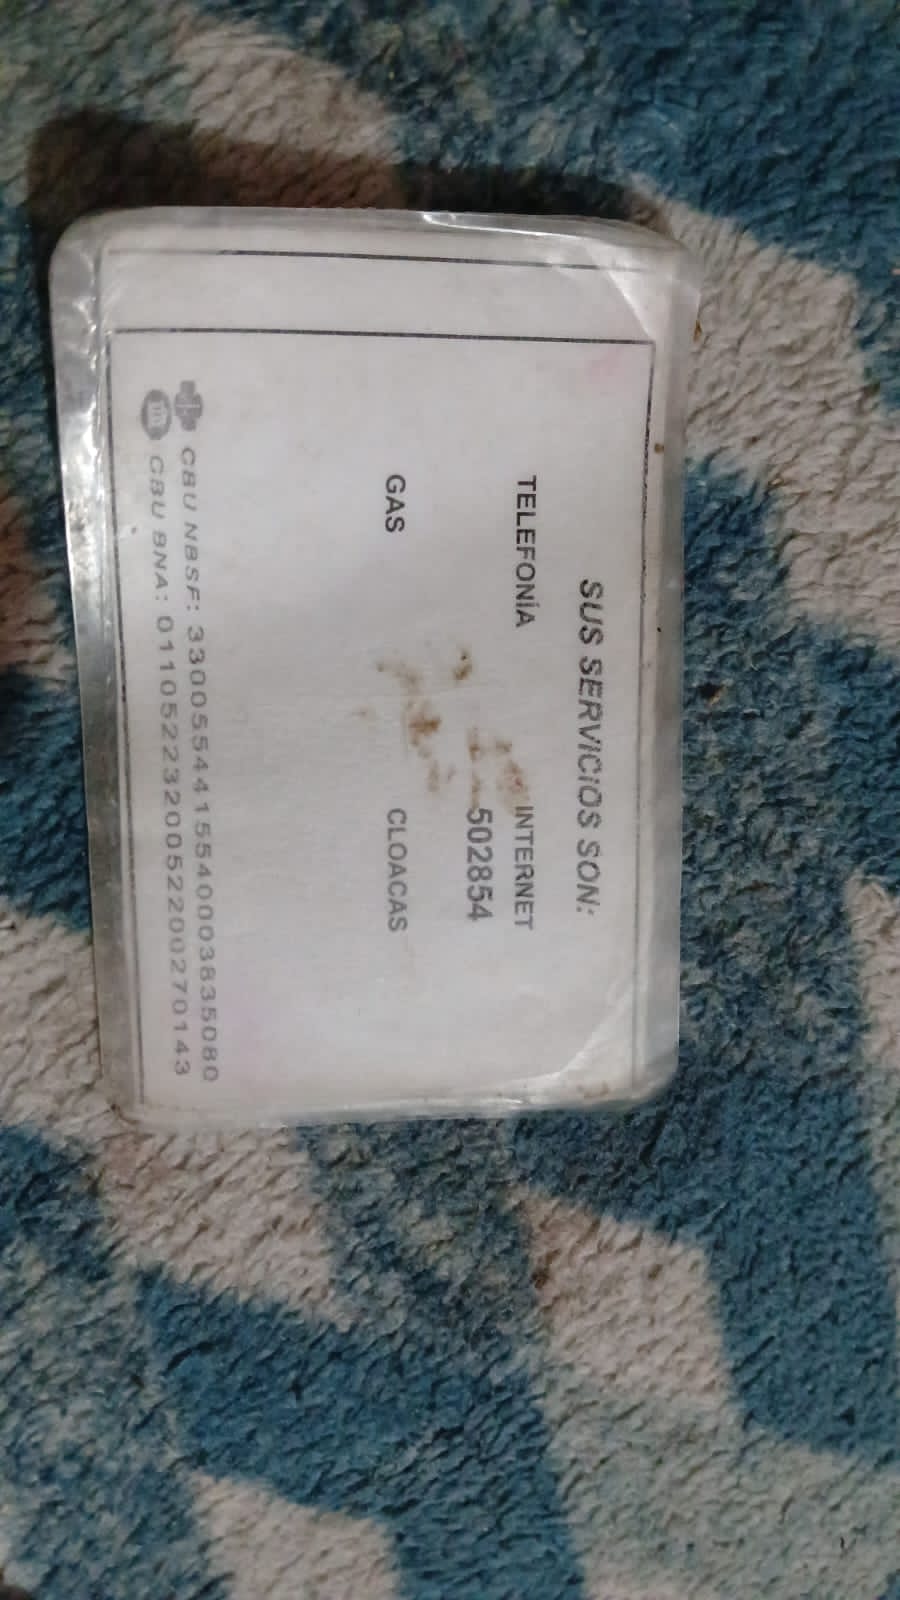 SUS SERVICIOS SON:
TELEFONÍA INTERNET
502854
GAS CLOACAS
CBU NBSF: 3300554415540003835080
CBU BNA: 0110522320052200270143